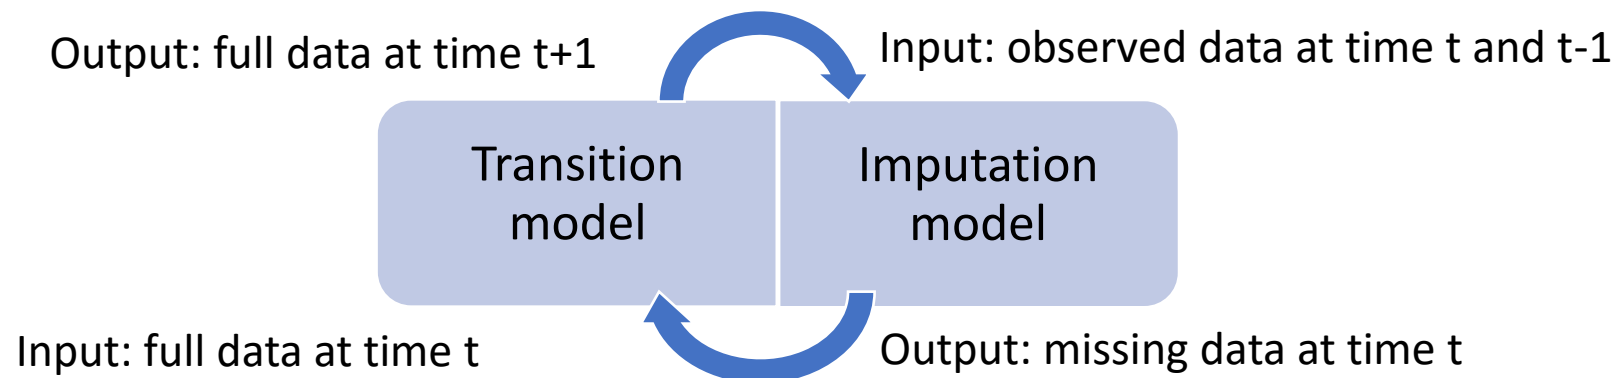 Output: full data at time t+1
Input: observed data at time t and t-1
Transition
model
Imputation
model
Input: full data at time t
Output: missing data at time t